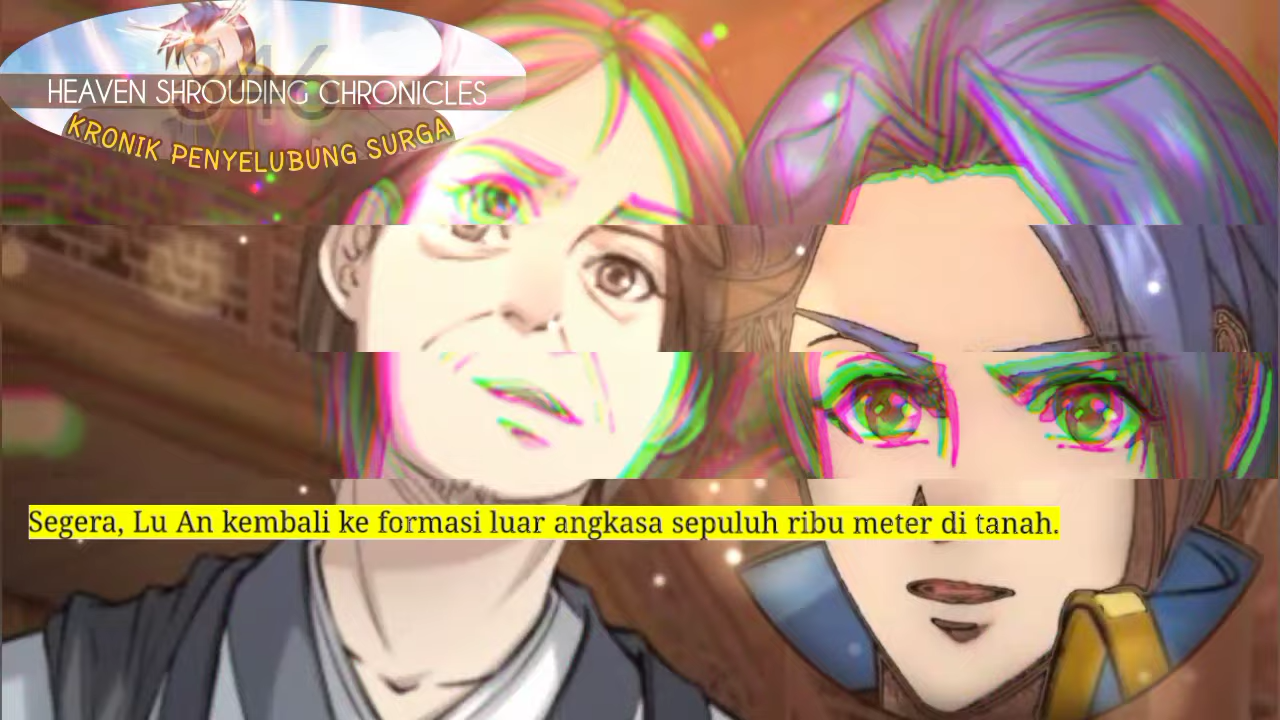 346
HEAVEN SHROUDING CHRONICLES
KRONIK PENYELUBUNG SURGA
Segera, Lu An kembali ke formasi luar angkasa sepuluh ribu meter di tanah.